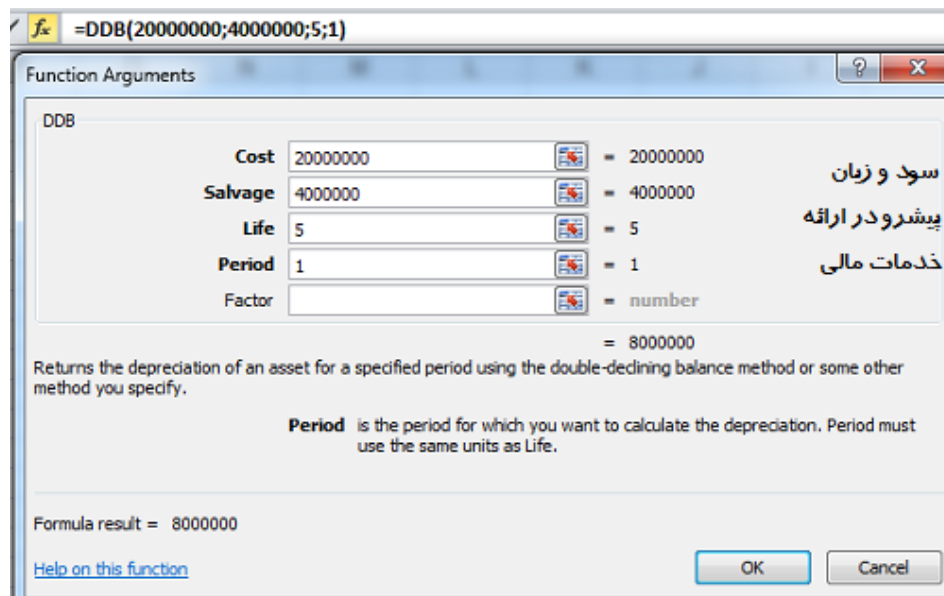 fx =DDB(20000000;4000000;5;1)
Function Arguments
DDB
Cost 20000000 = 20000000
Salvage 4000000 = 4000000
Life 5 = 5
Period 1 = 1
Factor = number
سود و زیان
پیشرو در ارائه
خدمات مالی
= 8000000
Returns the depreciation of an asset for a specified period using the double-declining balance method or some other
method you specify.
Period is the period for which you want to calculate the depreciation. Period must
use the same units as Life.
Formula result = 8000000
Help on this function
OK Cancel